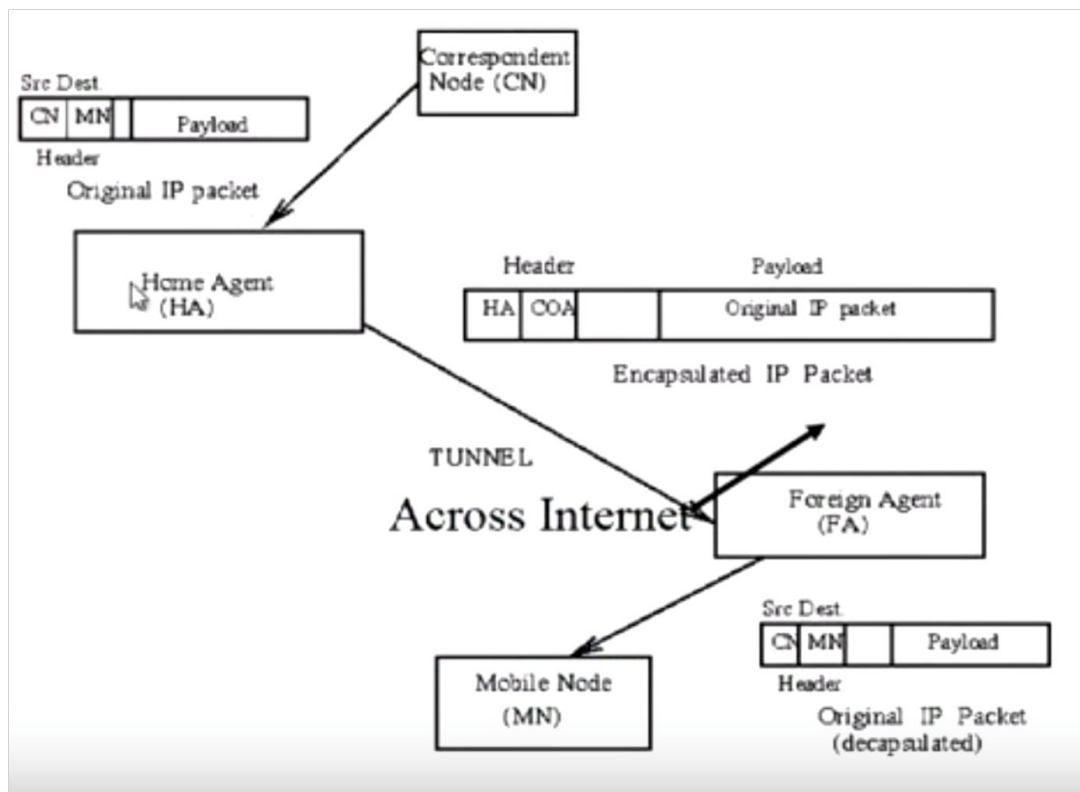 Correspondent
Node (CN)
Src Dest.
CN MN Payload
Header
Original IP packet
Home Agent
(HA)
Header Payload
HA COA Original IP packet
Encapsulated IP Packet
TUNNEL
Across Internet
Foreign Agent
(FA)
Src Dest.
CN MN Payload
Header
Original IP Packet
(decapsulated)
Mobile Node
(MN)